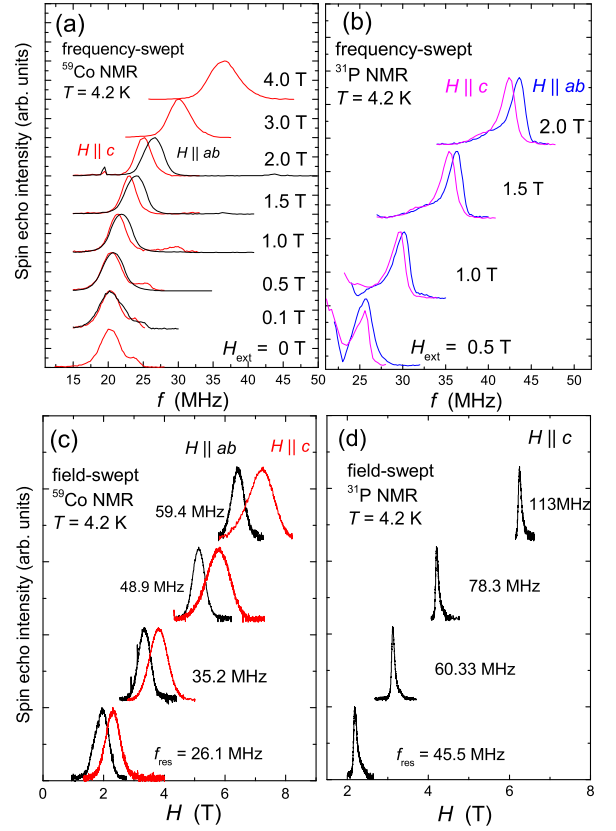 (a)
frequency-swept
⁵⁹Co NMR
T = 4.2 K
4.0 T
3.0 T
H || c
H || ab
2.0 T
1.5 T
1.0 T
0.5 T
0.1 T
H_ext = 0 T
15 20 25 30 35 40 45 50
f (MHz)
Spin echo intensity (arb. units)
(b)
frequency-swept
³¹P NMR
T = 4.2 K
H || c
H || ab
2.0 T
1.5 T
1.0 T
H_ext = 0.5 T
25 30 35 40 45 50
f (MHz)
(c)
H || ab
H || c
field-swept
⁵⁹Co NMR
T = 4.2 K
59.4 MHz
48.9 MHz
35.2 MHz
f_res = 26.1 MHz
0 2 4 6 8
H (T)
Spin echo intensity (arb. units)
(d)
H || c
field-swept
³¹P NMR
T = 4.2 K
113MHz
78.3 MHz
60.33 MHz
f_res = 45.5 MHz
2 4 6 8
H (T)